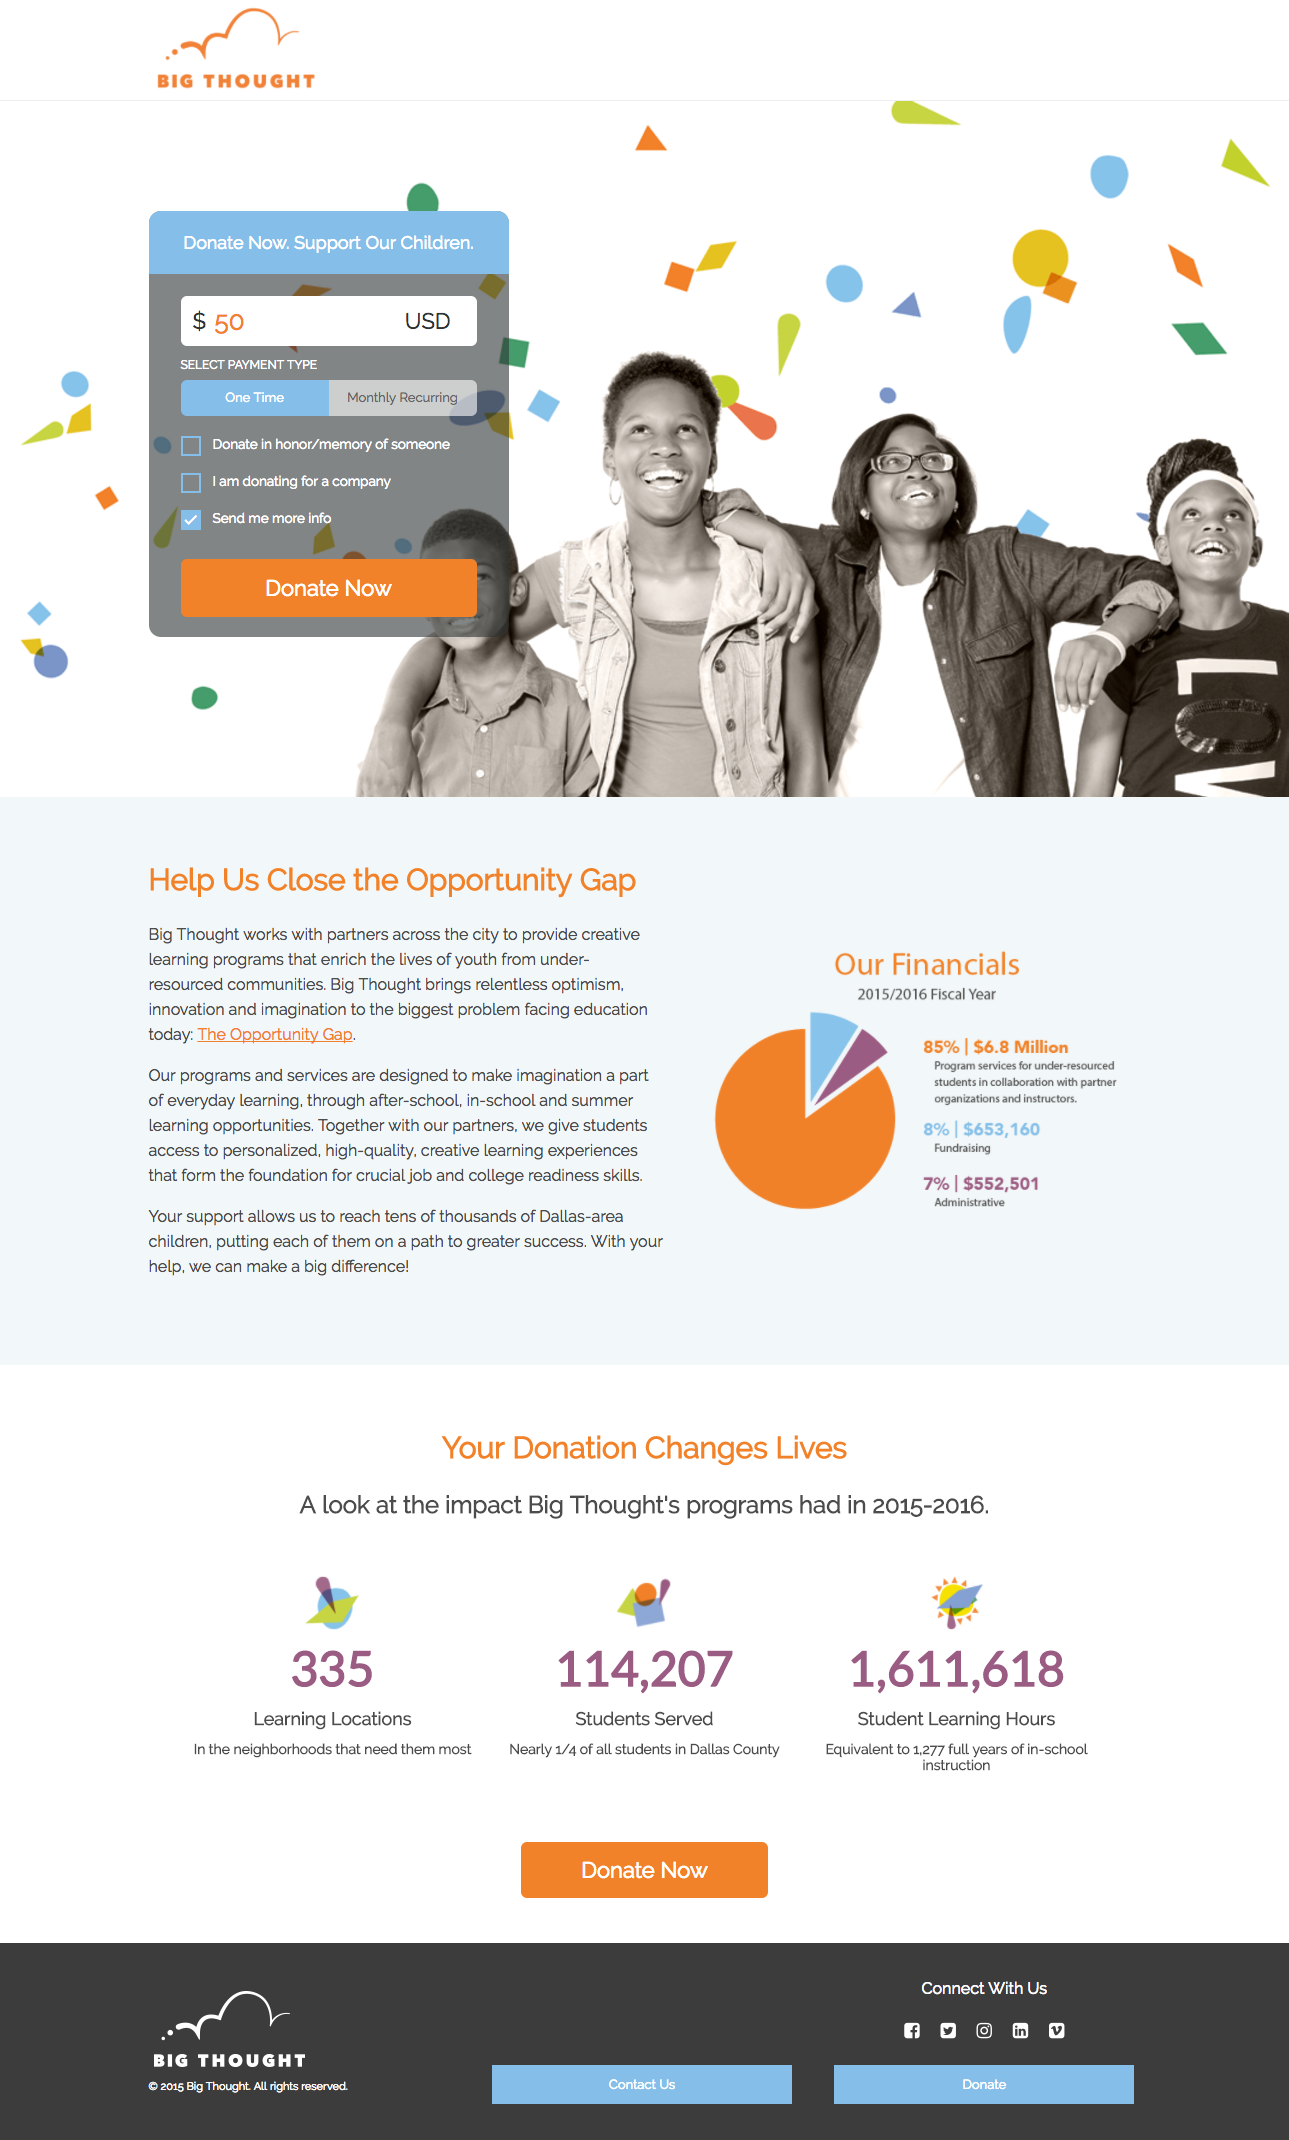 BIG THOUGHT
Donate Now. Support Our Children.
$ 50 USD
SELECT PAYMENT TYPE
One Time Monthly Recurring
Donate in honor/memory of someone
I am donating for a company
Send me more info
Donate Now
LOV
Help Us Close the Opportunity Gap
Big Thought works with partners across the city to provide creative
learning programs that enrich the lives of youth from under-
resourced communities. Big Thought brings relentless optimism,
innovation and imagination to the biggest problem facing education
today: The Opportunity Gap.
Our programs and services are designed to make imagination a part
of everyday learning, through after-school, in-school and summer
learning opportunities. Together with our partners, we give students
access to personalized, high-quality, creative learning experiences
that form the foundation for crucial job and college readiness skills.
Your support allows us to reach tens of thousands of Dallas-area
children, putting each of them on a path to greater success. With your
help, we can make a big difference!
Our Financials
2015/2016 Fiscal Year
85% | $6.8 Million
Program services for under-resourced
students in collaboration with partner
organizations and instructors.
8% | $653,160
Fundraising
7% | $552,501
Administrative
Your Donation Changes Lives
A look at the impact Big Thought's programs had in 2015-2016.
335
Learning Locations
In the neighborhoods that need them most
114,207
Students Served
Nearly 1/4 of all students in Dallas County
1,611,618
Student Learning Hours
Equivalent to 1,277 full years of in-school
instruction
Donate Now
BIG THOUGHT
© 2015 Big Thought. All rights reserved.
Contact Us
Connect With Us
Donate